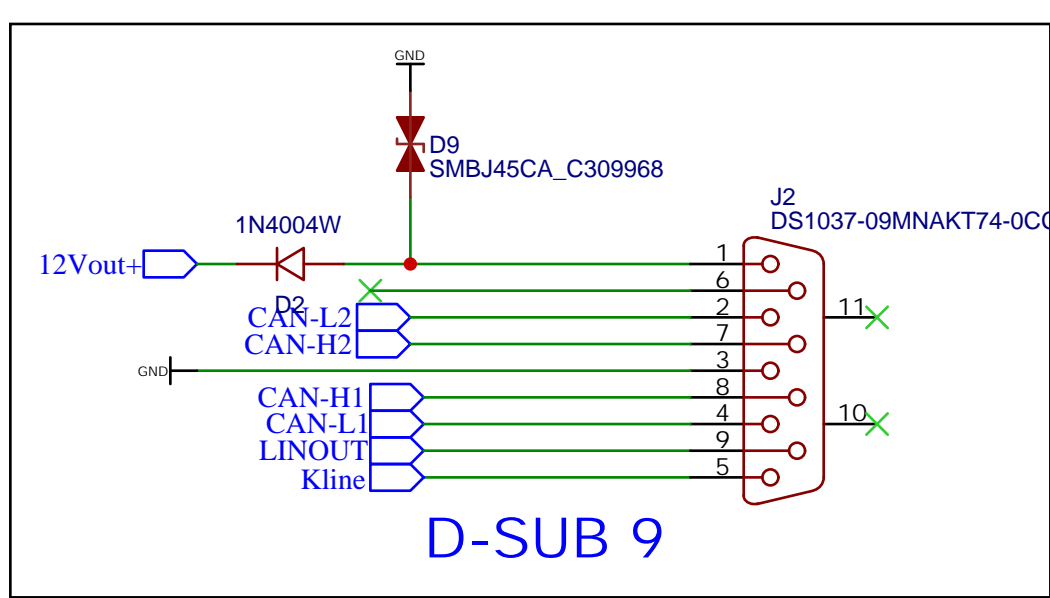 GND
D9
SMBJ45CA_C309968
J2
DS1037-09MNAKT74-0CC
1N4004W
12Vout+
D2
1
6
CAN-L2
2
11
CAN-H2
7
GND
3
CAN-H1
8
CAN-L1
4
10
LINOUT
9
Kline
5
D-SUB 9